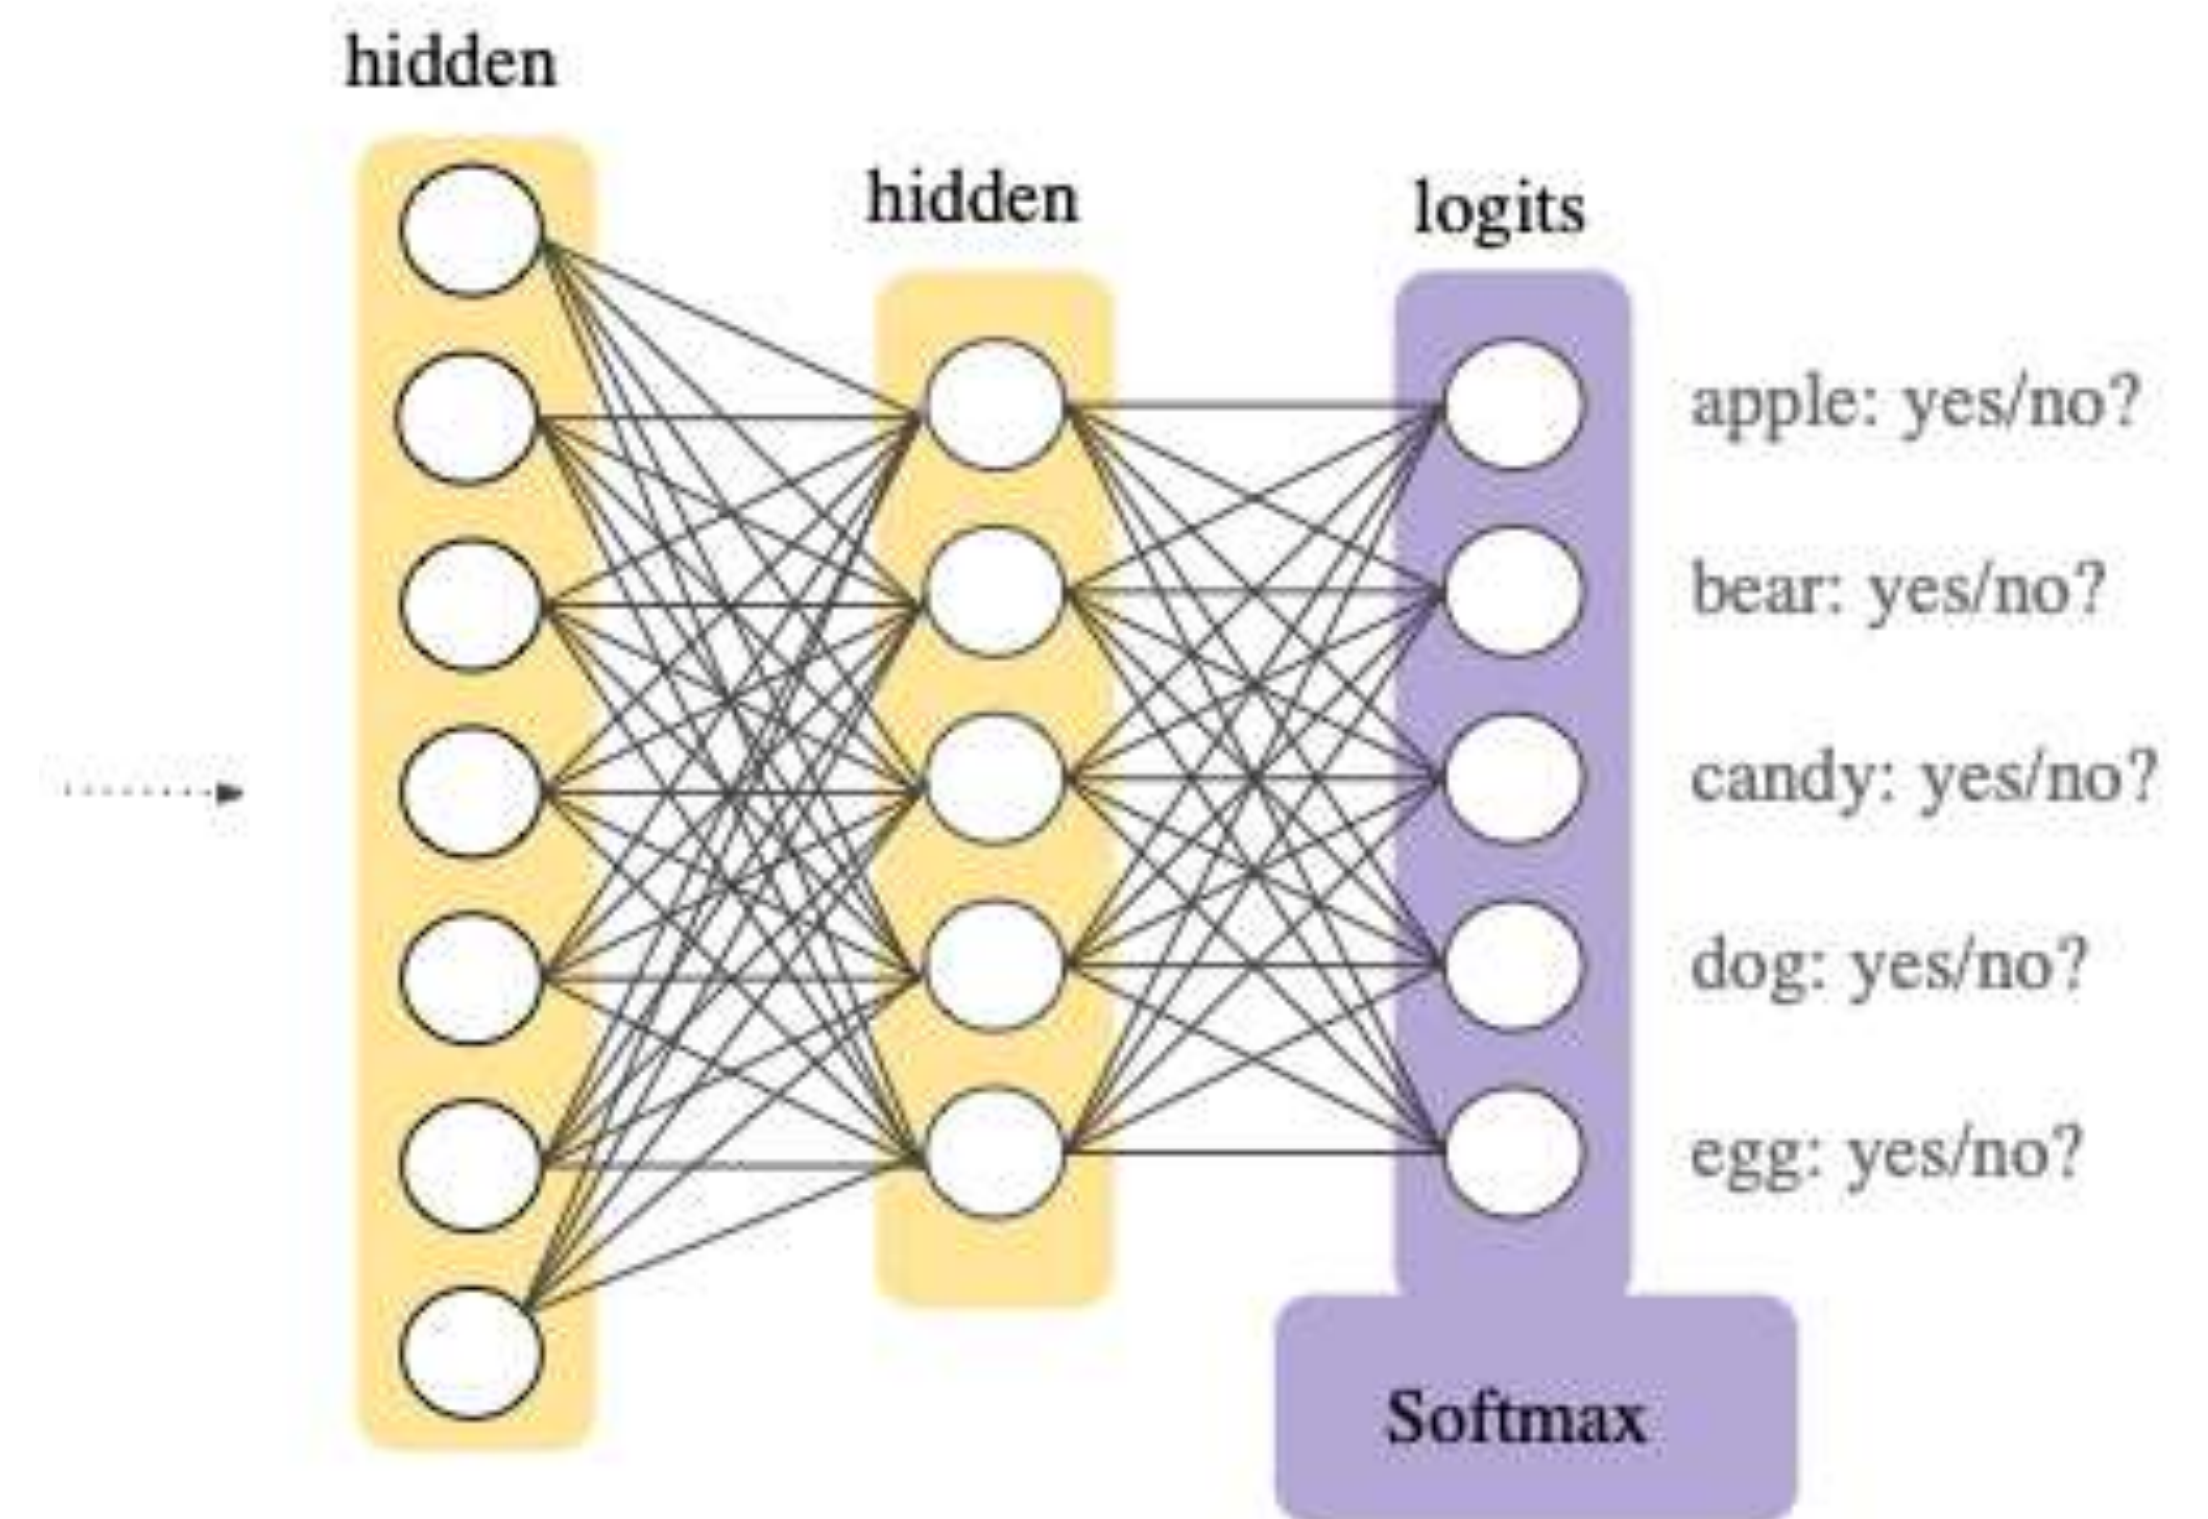 hidden
hidden
logits
apple: yes/no?
bear: yes/no?
candy: yes/no?
dog: yes/no?
egg: yes/no?
Softmax